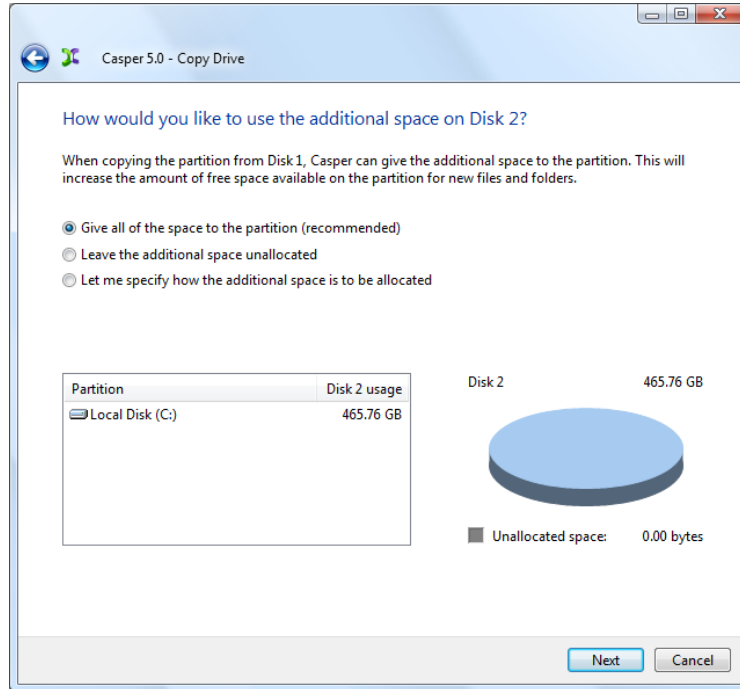 Casper 5.0 - Copy Drive
How would you like to use the additional space on Disk 2?
When copying the partition from Disk 1, Casper can give the additional space to the partition. This will
increase the amount of free space available on the partition for new files and folders.
Give all of the space to the partition (recommended)
Leave the additional space unallocated
Let me specify how the additional space is to be allocated
Partition Disk 2 usage
Local Disk (C:) 465.76 GB
Disk 2 465.76 GB
Unallocated space: 0.00 bytes
Next Cancel